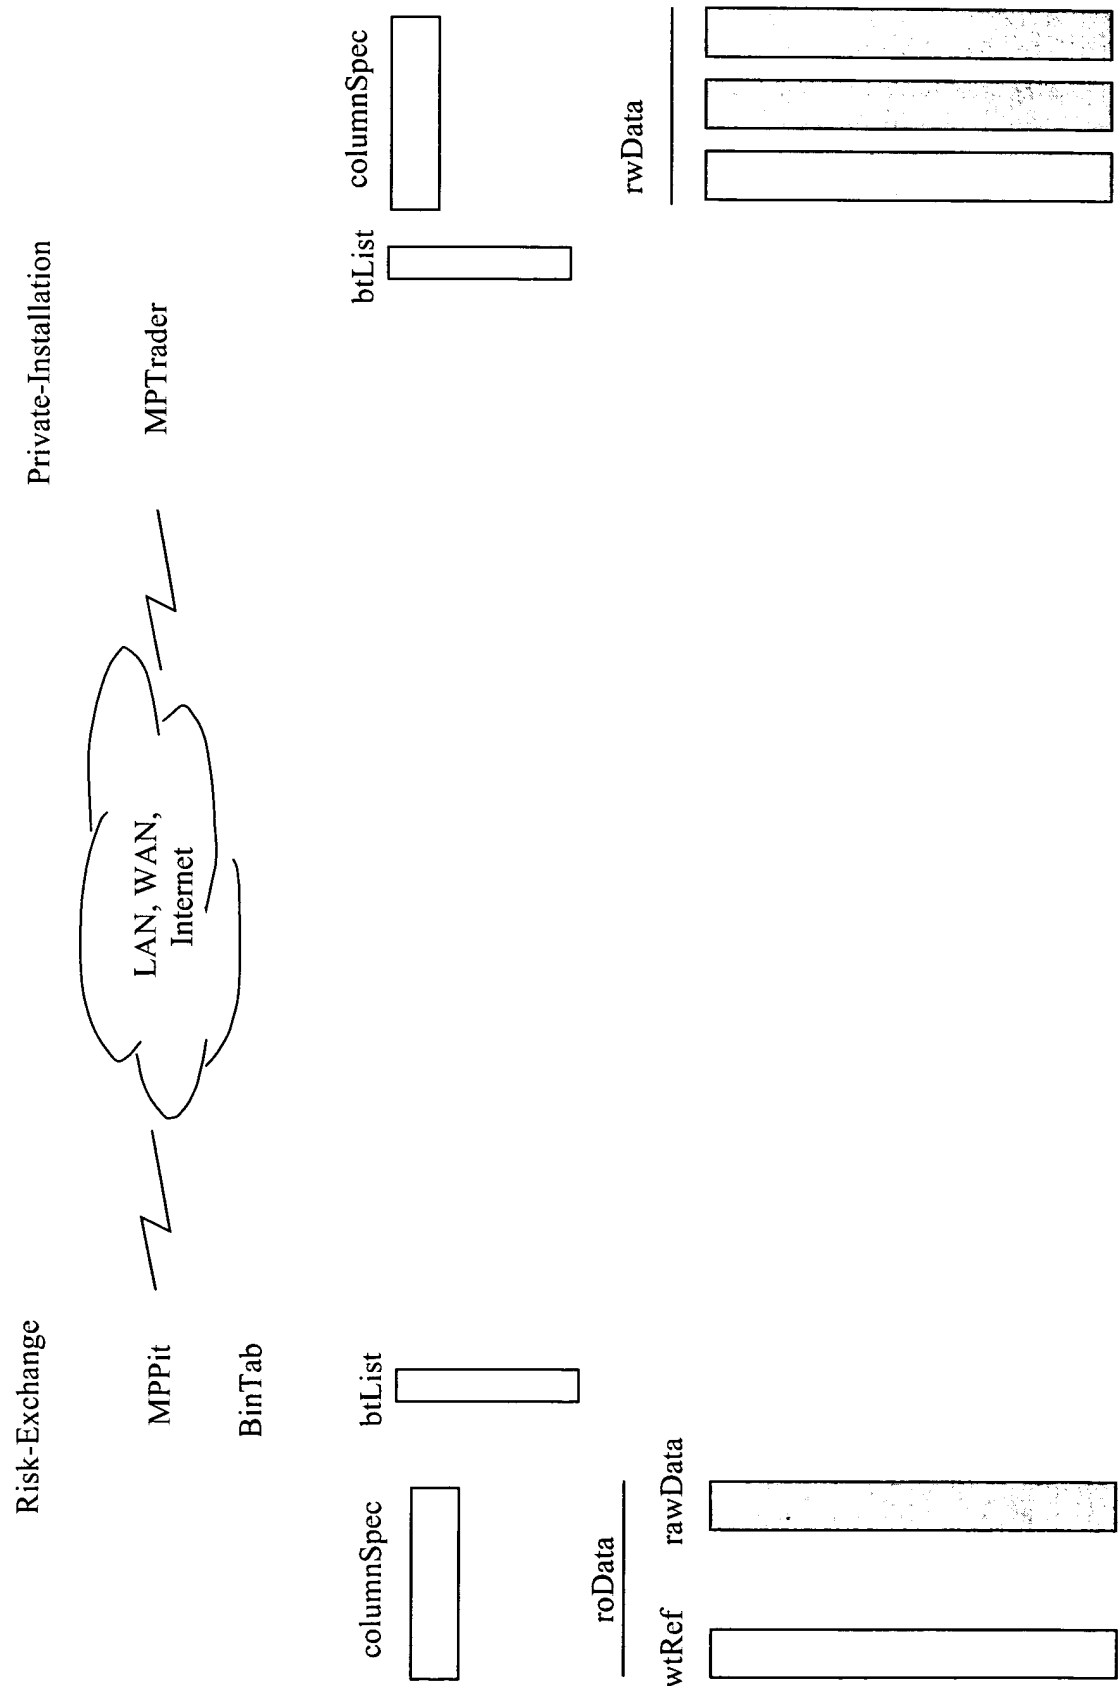 Risk-Exchange
Private-Installation
MPPit
LAN, WAN,
Internet
MPTrader
BinTab
columnSpec
btList
btList
columnSpec
roData
rwData
wtRef
rawData